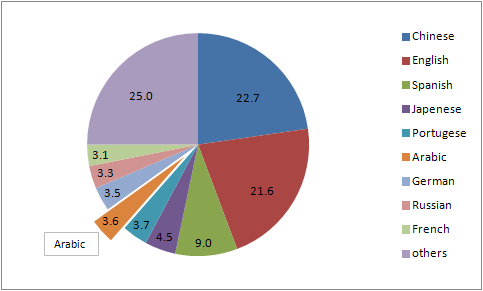 Chinese
English
Spanish
Japenese
Portugese
Arabic
German
Russian
French
others
22.7
21.6
9.0
4.5
3.7
3.6
3.5
3.3
3.1
25.0
Arabic